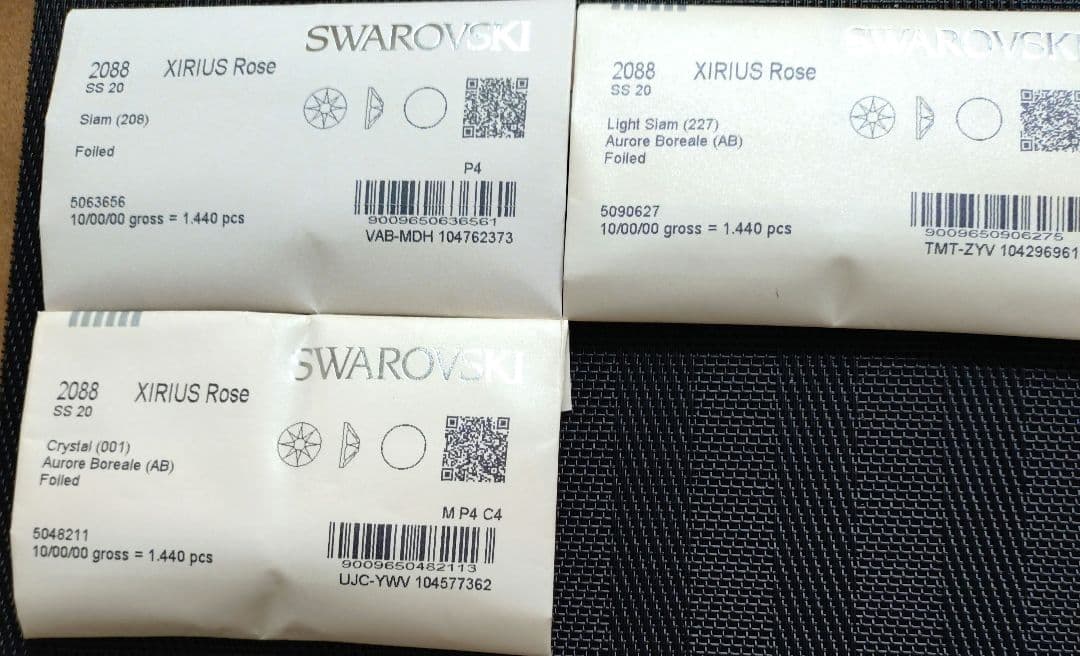 SWAROVSKI
2088 XIRIUS Rose
SS 20
Siam (208)
Foiled
P4
5063656
10/00/00 gross = 1.440 pcs
9009650636561
VAB-MDH 104762373
SWAROVSKI
2088 XIRIUS Rose
SS 20
Light Siam (227)
Aurore Boreale (AB)
Foiled
5090627
10/00/00 gross = 1.440 pcs
9009650906275
TMT-ZYV 104296961
SWAROVSKI
2088 XIRIUS Rose
SS 20
Crystal (001)
Aurore Boreale (AB)
Foiled
M P4 C4
5048211
10/00/00 gross = 1.440 pcs
9009650482113
UJC-YWV 104577362